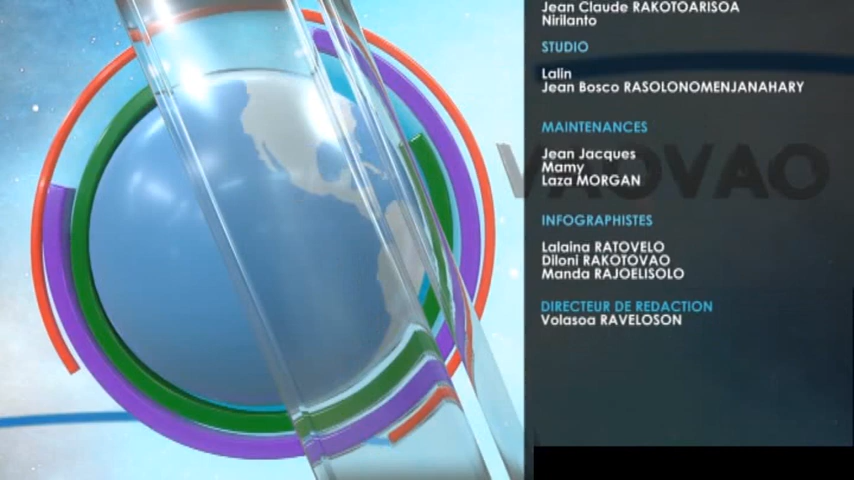 Jean Claude RAKOTOARISOA
Nirilanto
STUDIO
Lalin
Jean Bosco RASOLONOMENJANAHARY
MAINTENANCES
Jean Jacques
Mamy
Laza MORGAN
VAOVAO
INFOGRAPHISTES
Lalaina RATOVELO
Diloni RAKOTOVAO
Manda RAJOELISOLO
DIRECTEUR DE REDACTION
Volasoa RAVELOSON